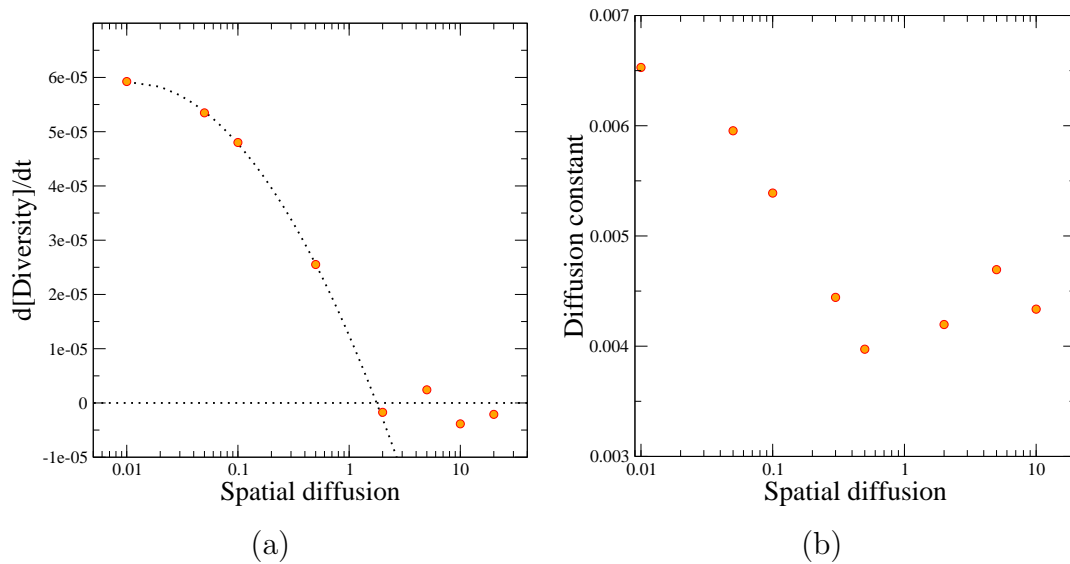 6e-05
5e-05
4e-05
3e-05
2e-05
1e-05
0
-1e-05
d[Diversity]/dt
0.01 0.1 1 10
Spatial diffusion
(a)
0.007
0.006
0.005
0.004
0.003
Diffusion constant
0.01 0.1 1 10
Spatial diffusion
(b)